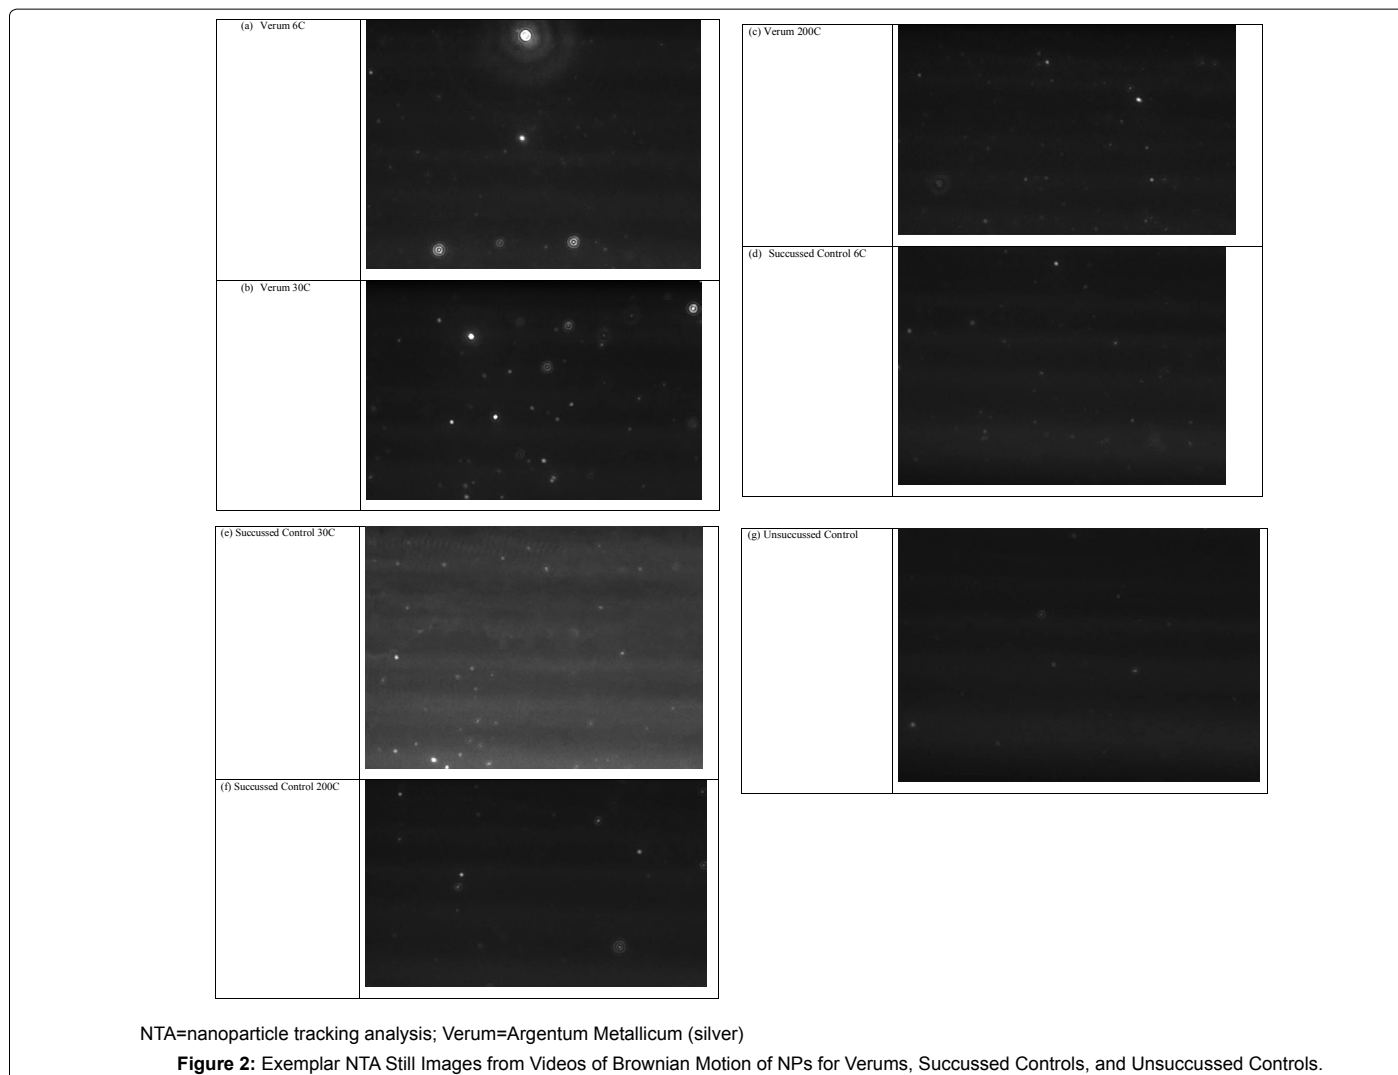 (a) Verum 6C
(b) Verum 30C
(c) Verum 200C
(d) Succussed Control 6C
(e) Succussed Control 30C
(f) Succussed Control 200C
(g) Unsuccussed Control
NTA=nanoparticle tracking analysis; Verum=Argentum Metallicum (silver)
Figure 2: Exemplar NTA Still Images from Videos of Brownian Motion of NPs for Verums, Succussed Controls, and Unsuccussed Controls.